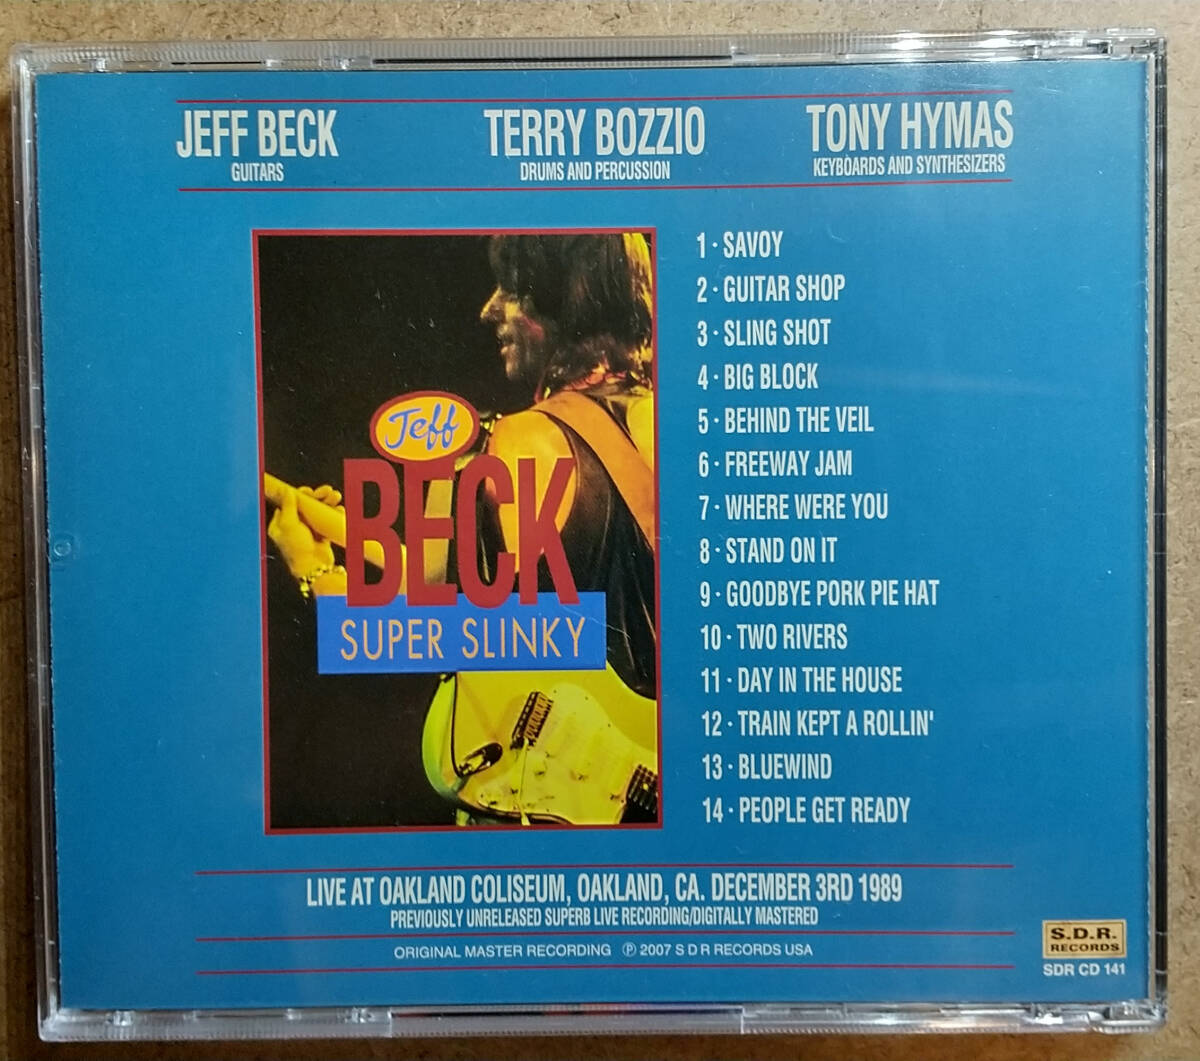 JEFF BECK
GUITARS
TERRY BOZZIO
DRUMS AND PERCUSSION
TONY HYMAS
KEYBOARDS AND SYNTHESIZERS
Jeff
BECK
SUPER SLINKY
1 · SAVOY
2 · GUITAR SHOP
3 · SLING SHOT
4 · BIG BLOCK
5 · BEHIND THE VEIL
6 · FREEWAY JAM
7 · WHERE WERE YOU
8 · STAND ON IT
9 · GOODBYE PORK PIE HAT
10 · TWO RIVERS
11 · DAY IN THE HOUSE
12 · TRAIN KEPT A ROLLIN'
13 · BLUEWIND
14 · PEOPLE GET READY
LIVE AT OAKLAND COLISEUM, OAKLAND, CA. DECEMBER 3RD 1989
PREVIOUSLY UNRELEASED SUPERB LIVE RECORDING/DIGITALLY MASTERED
ORIGINAL MASTER RECORDING ℗ 2007 S D R RECORDS USA
S.D.R.
RECORDS
SDR CD 141